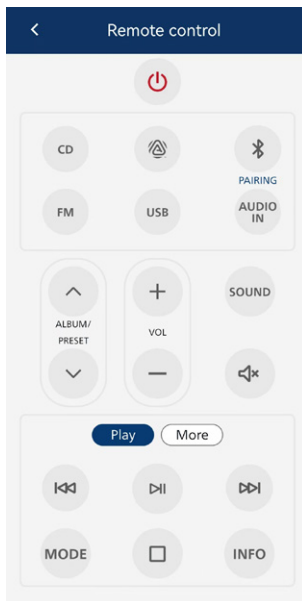 Remote control
CD
PAIRING
FM
USB
AUDIO
IN
ALBUM/
PRESET
VOL
SOUND
Play
More
MODE
INFO